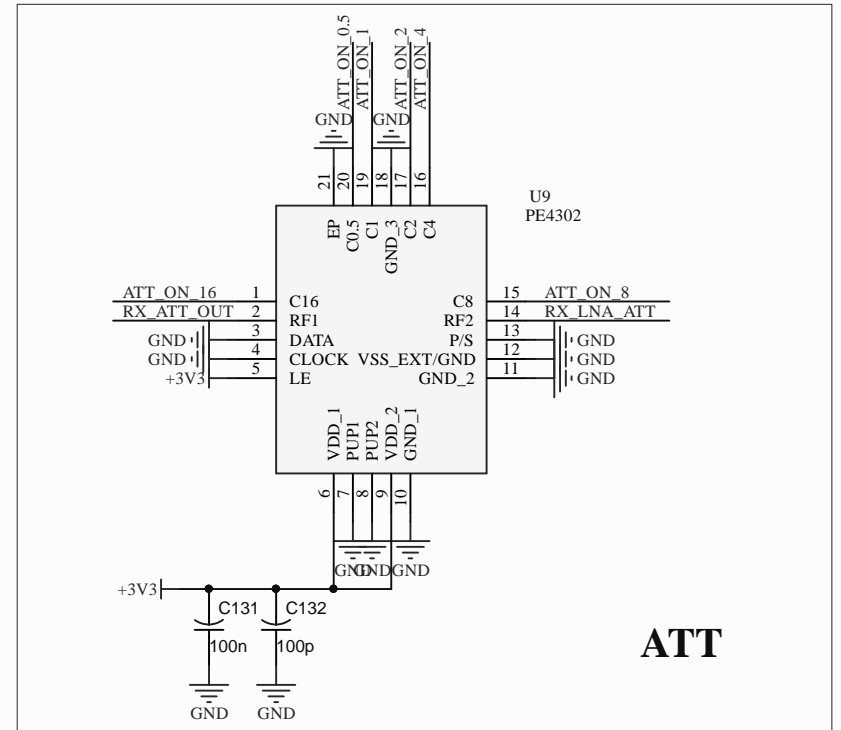 ATT_ON_0.5
ATT_ON_1
ATT_ON_2
ATT_ON_4
GND GND
21 20 19 18 17 16
U9
PE4302
EP C0.5 C1 GND_3 C2 C4
ATT_ON_16 1 C16 C8 15 ATT_ON_8
RX_ATT_OUT 2 RF1 RF2 14 RX_LNA_ATT
GND 3 DATA P/S 13 GND
GND 4 CLOCK VSS_EXT/GND 12 GND
+3V3 5 LE GND_2 11 GND
VDD_1 PUP1 PUP2 VDD_2 GND_1
6 7 8 9 10
GND GND GND
+3V3
C131 C132
100n 100p
ATT
GND GND